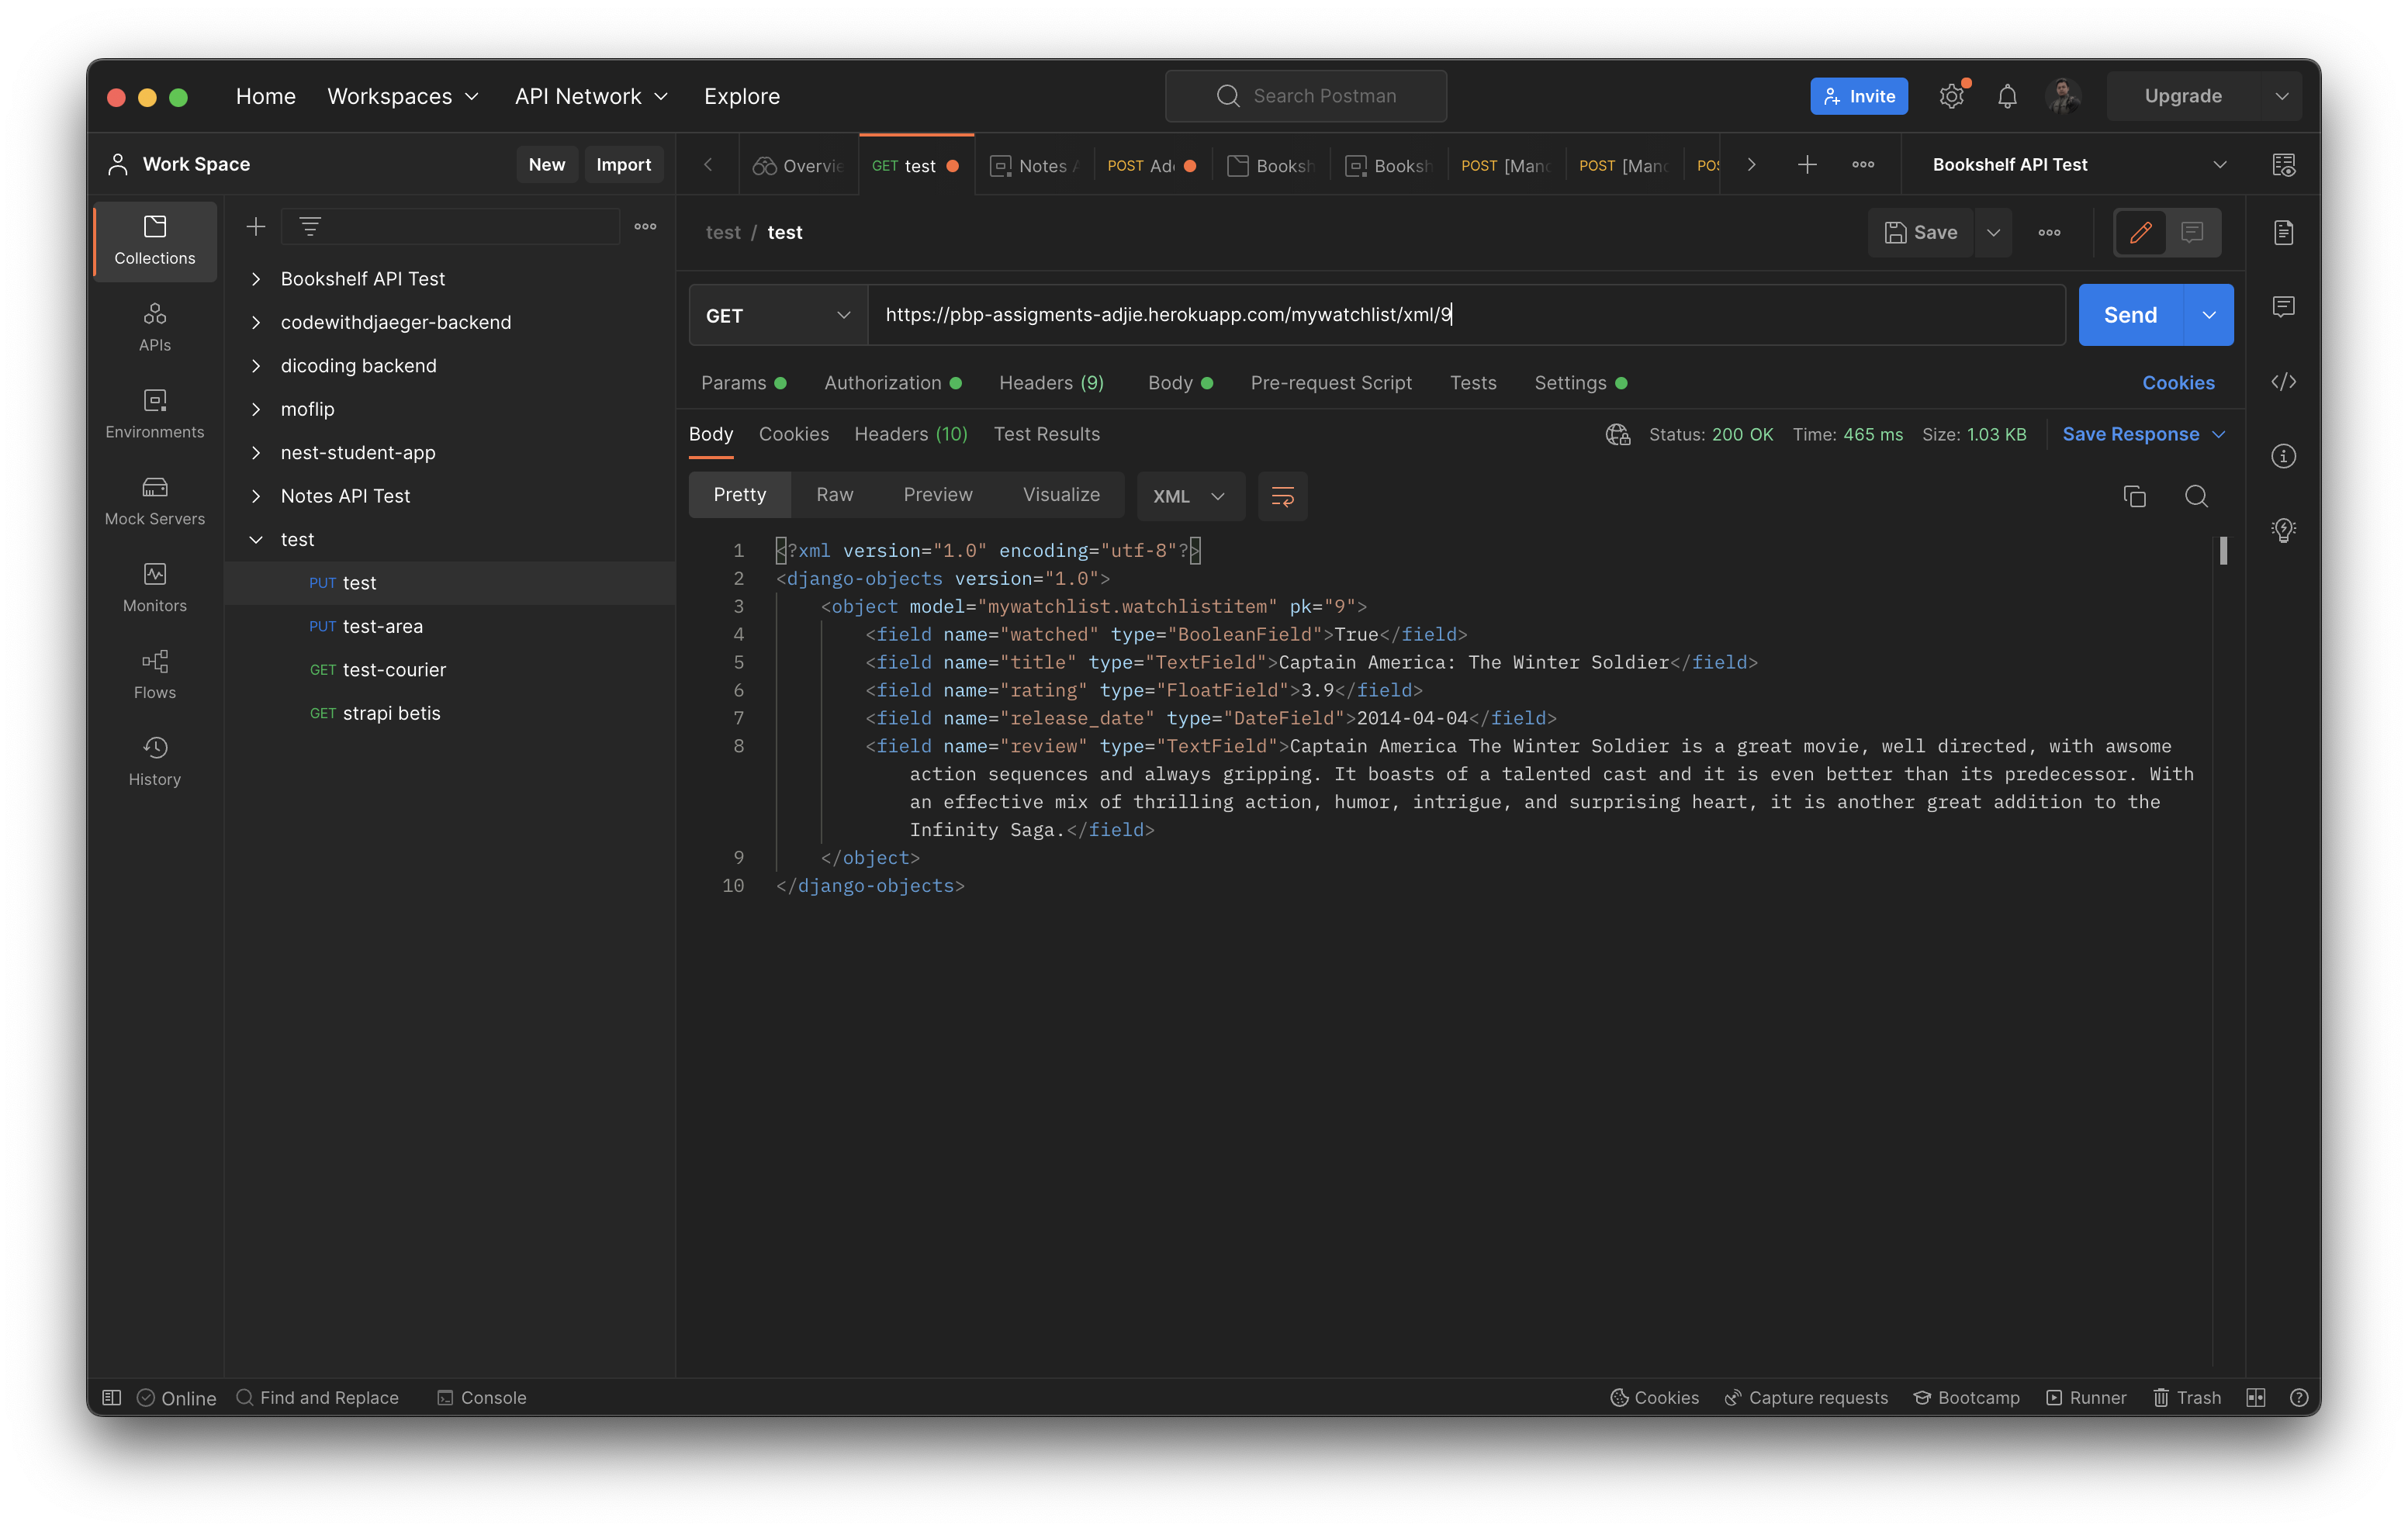 Home Workspaces API Network Explore Search Postman Invite Upgrade
Work Space New Import
Overvie GET test Notes A POST Ad Booksh Booksh POST [Man POST [Man POS Bookshelf API Test
Collections
APIs
Environments
Mock Servers
Monitors
Flows
History
Bookshelf API Test
codewithdjaeger-backend
dicoding backend
moflip
nest-student-app
Notes API Test
test
PUT test
PUT test-area
GET test-courier
GET strapi betis
test / test Save
GET https://pbp-assigments-adjie.herokuapp.com/mywatchlist/xml/9 Send
Params Authorization Headers (9) Body Pre-request Script Tests Settings Cookies
Body Cookies Headers (10) Test Results Status: 200 OK Time: 465 ms Size: 1.03 KB Save Response
Pretty Raw Preview Visualize XML
1 <?xml version="1.0" encoding="utf-8"?>
2 <django-objects version="1.0">
3 <object model="mywatchlist.watchlistitem" pk="9">
4 <field name="watched" type="BooleanField">True</field>
5 <field name="title" type="TextField">Captain America: The Winter Soldier</field>
6 <field name="rating" type="FloatField">3.9</field>
7 <field name="release_date" type="DateField">2014-04-04</field>
8 <field name="review" type="TextField">Captain America The Winter Soldier is a great movie, well directed, with awsome
action sequences and always gripping. It boasts of a talented cast and it is even better than its predecessor. With
an effective mix of thrilling action, humor, intrigue, and surprising heart, it is another great addition to the
Infinity Saga.</field>
9 </object>
10 </django-objects>
Online Find and Replace Console Cookies Capture requests Bootcamp Runner Trash